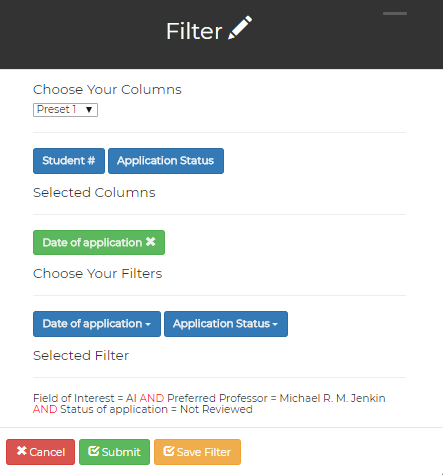 Filter
Choose Your Columns
Preset 1
Student # Application Status
Selected Columns
Date of application
Choose Your Filters
Date of application Application Status
Selected Filter
Field of Interest = AI AND Preferred Professor = Michael R. M. Jenkin
AND Status of application = Not Reviewed
Cancel Submit Save Filter